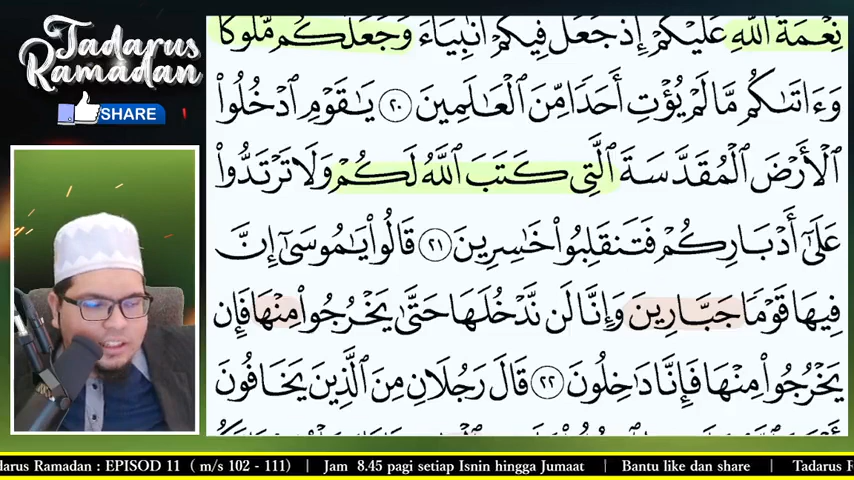 Tadarus
Ramadan
SHARE
نِعْمَةَ ٱللَّهِ عَلَيْكُمْ إِذْ جَعَلَ فِيكُمْ أَنۢبِيَآءَ وَجَعَلَكُم مُّلُوكًا
وَءَاتَىٰكُم مَّا لَمْ يُؤْتِ أَحَدًا مِّنَ ٱلْعَٰلَمِينَ ٢٠ يَٰقَوْمِ ٱدْخُلُوا۟
ٱلْأَرْضَ ٱلْمُقَدَّسَةَ ٱلَّتِى كَتَبَ ٱللَّهُ لَكُمْ وَلَا تَرْتَدُّوا۟
عَلَىٰٓ أَدْبَارِكُمْ فَتَنقَلِبُوا۟ خَٰسِرِينَ ٢١ قَالُوا۟ يَٰمُوسَىٰٓ إِنَّ
فِيهَا قَوْمًا جَبَّارِينَ وَإِنَّا لَن نَّدْخُلَهَا حَتَّىٰ يَخْرُجُوا۟ مِنْهَا فَإِن
يَخْرُجُوا۟ مِنْهَا فَإِنَّا دَٰخِلُونَ ٢٢ قَالَ رَجُلَانِ مِنَ ٱلَّذِينَ يَخَافُونَ
darus Ramadan : EPISOD 11 ( m/s 102 - 111) | Jam 8.45 pagi setiap Isnin hingga Jumaat | Bantu like dan share | Tadarus